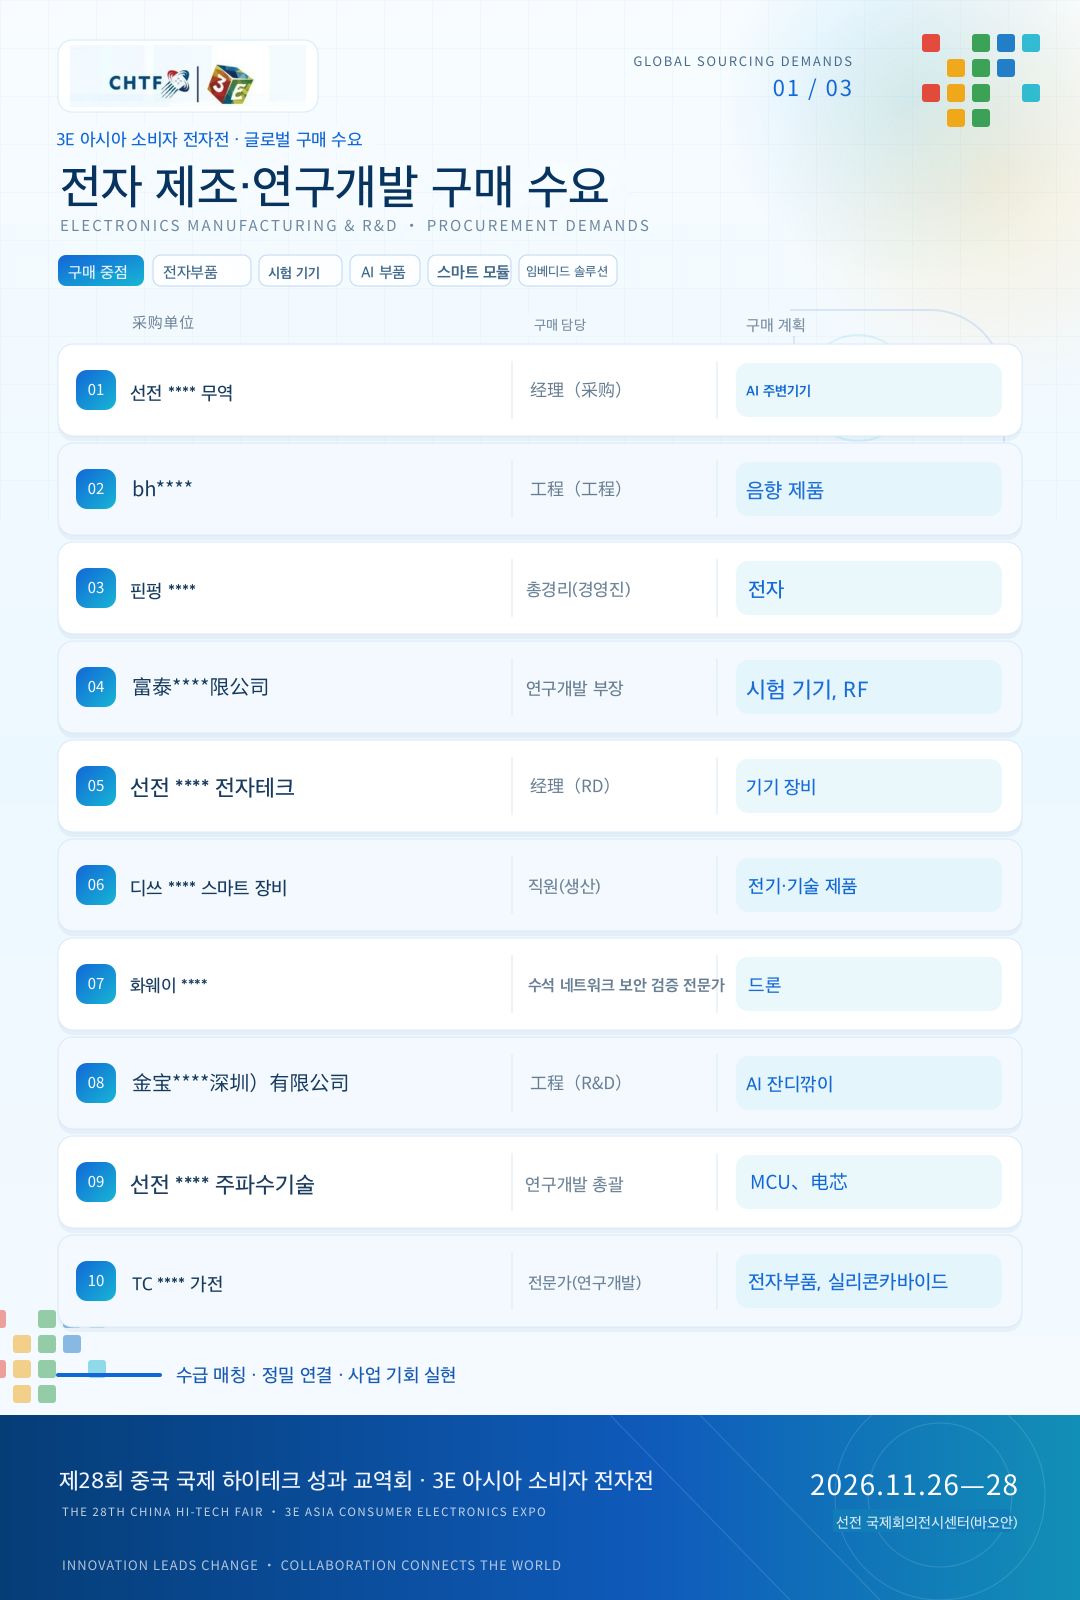 CHTF 3E
GLOBAL SOURCING DEMANDS
01 / 03
3E 아시아 소비자 전자전 · 글로벌 구매 수요
전자 제조·연구개발 구매 수요
ELECTRONICS MANUFACTURING & R&D • PROCUREMENT DEMANDS
구매 중점 전자부품 시험 기기 AI 부품 스마트 모듈 임베디드 솔루션
采购单位 구매 담당 구매 계획
01 선전 **** 무역 经理（采购） AI 주변기기
02 bh**** 工程（工程） 음향 제품
03 핀펑 **** 총경리(경영진) 전자
04 富泰****限公司 연구개발 부장 시험 기기, RF
05 선전 **** 전자테크 经理（RD） 기기 장비
06 디쓰 **** 스마트 장비 직원(생산) 전기·기술 제품
07 화웨이 **** 수석 네트워크 보안 검증 전문가 드론
08 金宝****深圳）有限公司 工程（R&D） AI 잔디깎이
09 선전 **** 주파수기술 연구개발 총괄 MCU、电芯
10 TC **** 가전 전문가(연구개발) 전자부품, 실리콘카바이드
수급 매칭 · 정밀 연결 · 사업 기회 실현
제28회 중국 국제 하이테크 성과 교역회 · 3E 아시아 소비자 전자전
THE 28TH CHINA HI-TECH FAIR • 3E ASIA CONSUMER ELECTRONICS EXPO
2026.11.26—28
선전 국제회의전시센터(바오안)
INNOVATION LEADS CHANGE • COLLABORATION CONNECTS THE WORLD